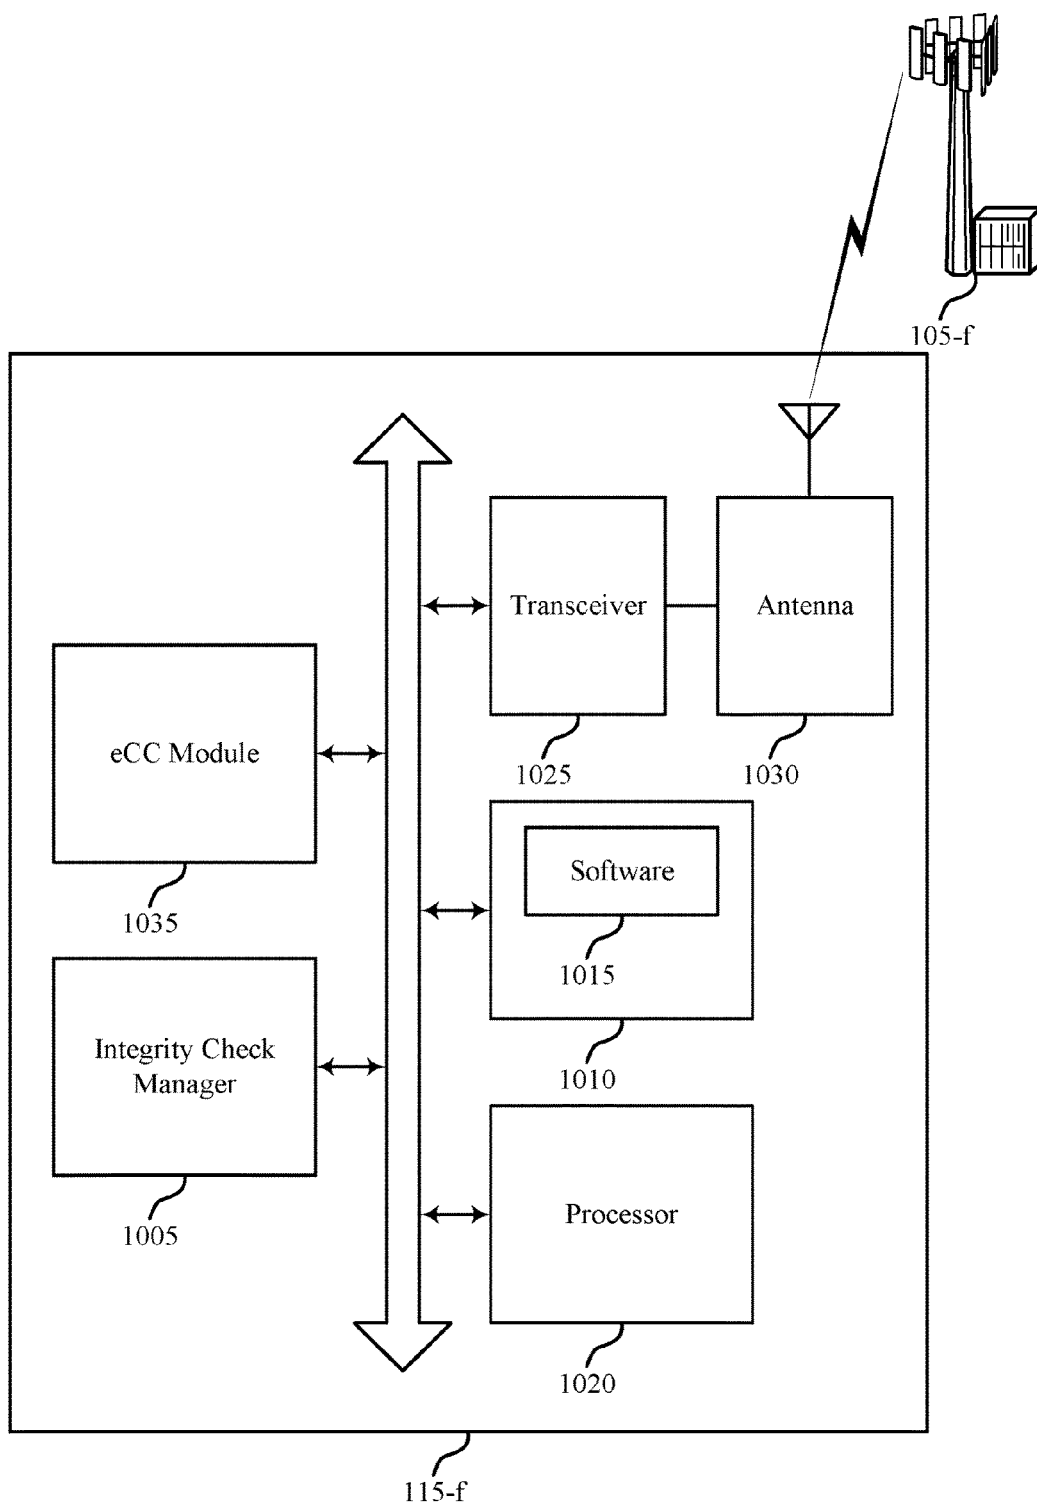 105-f
Transceiver
Antenna
1025
1030
eCC Module
1035
Software
1015
1010
Integrity Check
Manager
1005
Processor
1020
115-f